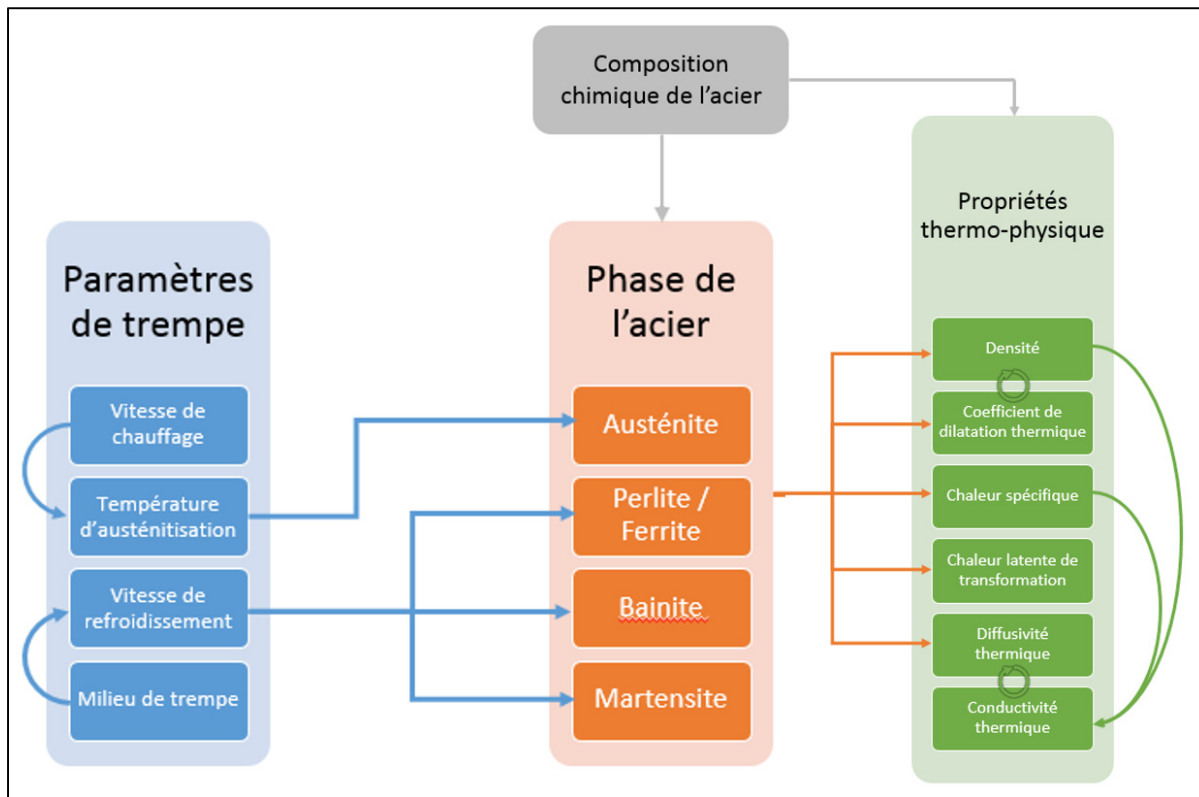 Composition
chimique de l'acier
Paramètres
de trempe
Vitesse de
chauffage
Température
d'austénitisation
Vitesse de
refroidissement
Milieu de trempe
Phase de
l'acier
Austénite
Perlite /
Ferrite
Bainite
Martensite
Propriétés
thermo-physique
Densité
Coefficient de
dilatation thermique
Chaleur spécifique
Chaleur latente de
transformation
Diffusivité
thermique
Conductivité
thermique